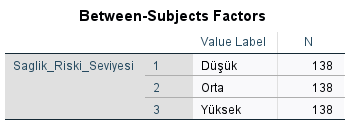 Between-Subjects Factors
Value Label N
Saglik_Riski_Seviyesi 1 Düşük 138
2 Orta 138
3 Yüksek 138